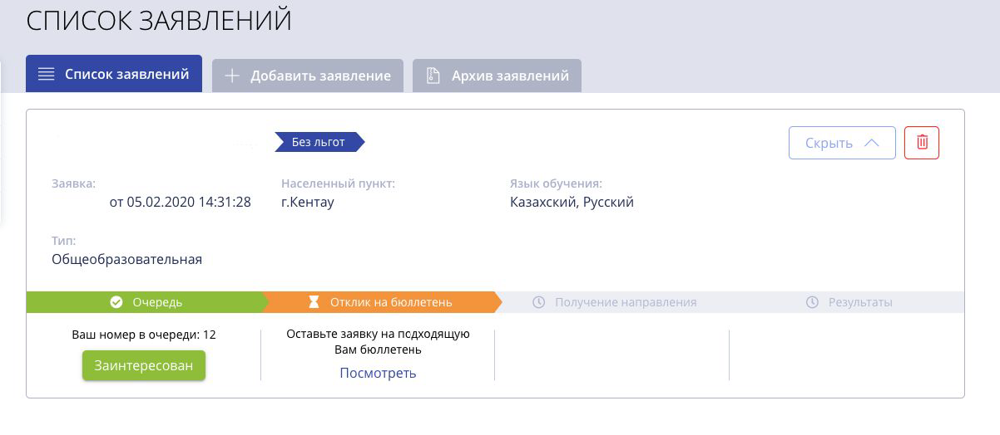 СПИСОК ЗАЯВЛЕНИЙ
Список заявлений
Добавить заявление
Архив заявлений
Без льгот
Скрыть
Заявка:
от 05.02.2020 14:31:28
Населенный пункт:
г.Кентау
Язык обучения:
Казахский, Русский
Тип:
Общеобразовательная
Очередь
Отклик на бюллетень
Получение направления
Результаты
Ваш номер в очереди: 12
Заинтересован
Оставьте заявку на подходящую
Вам бюллетень
Посмотреть